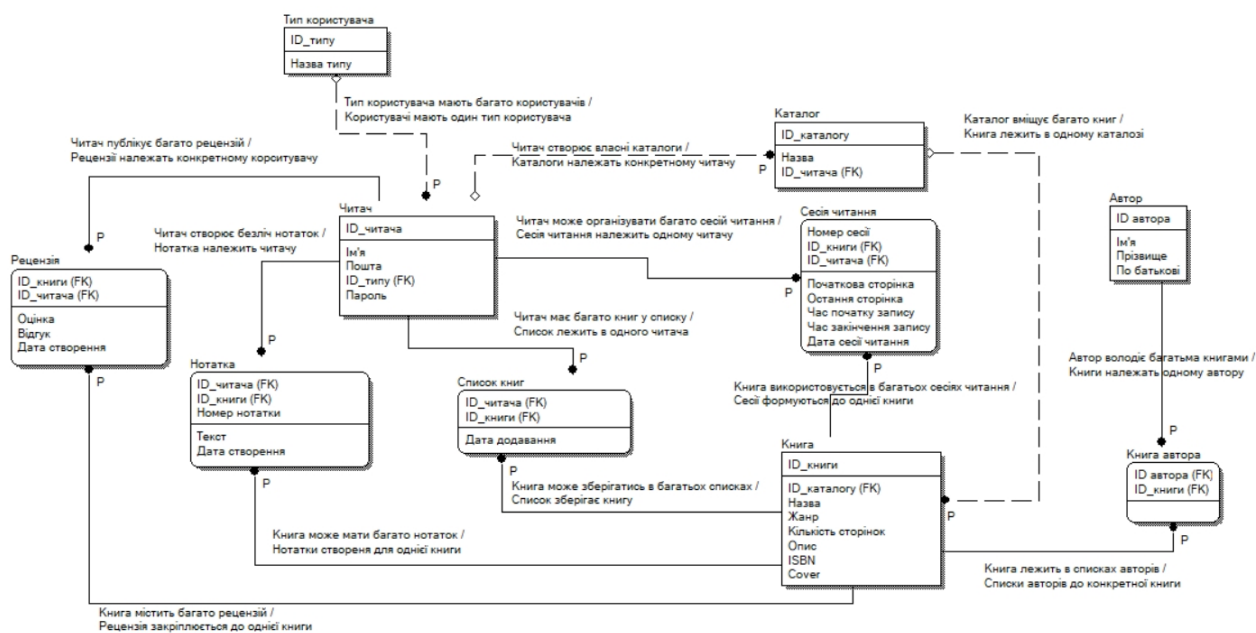 Тип користувача
ID_типу
Назва типу
Тип користувача мають багато користувачів /
Користувачі мають один тип користувача
Каталог
ID_каталогу
Назва
ID_читача (FK)
Каталог вміщує багато книг /
Книга лежить в одному каталозі
Читач публікує багато рецензій /
Рецензії належать конкретному корситувачу
Читач створює власні каталоги /
Каталоги належать конкретному читачу
P
P
Автор
ID автора
Ім'я
Прізвище
По батькові
Читач
ID_читача
Ім'я
Пошта
ID_типу (FK)
Пароль
Читач може організувати багато сесій читання /
Сесія читання належить одному читачу
Сесія читання
Номер сесії
ID_книги (FK)
ID_читача (FK)
Початкова сторінка
Остання сторінка
Час початку запису
Час закінчення запису
Дата сесії читання
P
Читач створює безліч нотаток /
Нотатка належить читачу
P
Рецензія
ID_книги (FK)
ID_читача (FK)
Оцінка
Відгук
Дата створення
P
Читач має багато книг у списку /
Список лежить в одного читача
P
P
Нотатка
ID_читача (FK)
ID_книги (FK)
Номер нотатки
Текст
Дата створення
P
Список книг
ID_читача (FK)
ID_книги (FK)
Дата додавання
P
Книга використовується в багатьох сесіях читання /
Сесії формуються до однієї книги
P
Автор володіє багатьма книгами /
Книги належать одному автору
P
Книга автора
ID автора (FK)
ID_книги (FK)
P
Книга
ID_книги
ID_каталогу (FK)
Назва
Жанр
Кількість сторінок
Опис
ISBN
Cover
P
Книга може зберігатись в багатьох списках /
Список зберігає книгу
Книга може мати багато нотаток /
Нотатки створеня для однієї книги
Книга лежить в списках авторів /
Списки авторів до конкретної книги
Книга містить багато рецензій /
Рецензія закріплюється до однієї книги